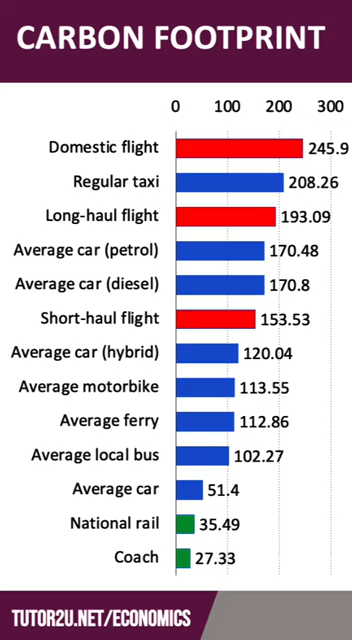 CARBON FOOTPRINT
0 100 200 300
Domestic flight 245.9
Regular taxi 208.26
Long-haul flight 193.09
Average car (petrol) 170.48
Average car (diesel) 170.8
Short-haul flight 153.53
Average car (hybrid) 120.04
Average motorbike 113.55
Average ferry 112.86
Average local bus 102.27
Average car 51.4
National rail 35.49
Coach 27.33
TUTOR2U.NET/ECONOMICS